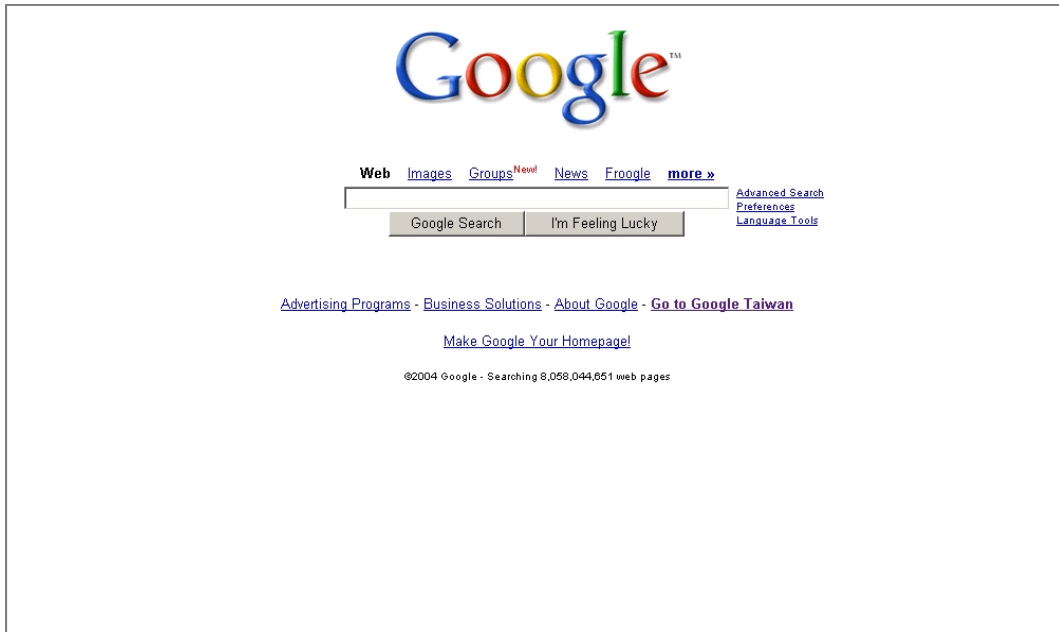 Google™
Web Images Groups New! News Froogle more »
Advanced Search
Preferences
Language Tools
Google Search I'm Feeling Lucky
Advertising Programs - Business Solutions - About Google - Go to Google Taiwan
Make Google Your Homepage!
©2004 Google - Searching 8,058,044,651 web pages